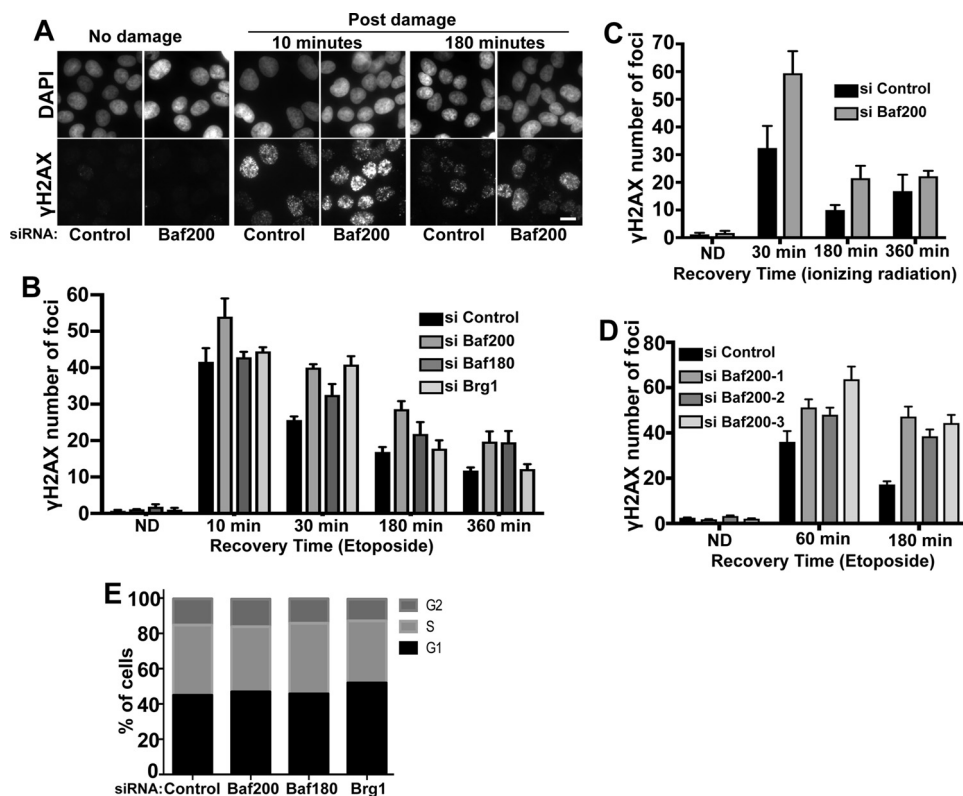 A
Post damage
No damage
10 minutes
180 minutes
DAPI
γH2AX
siRNA: Control Baf200 Control Baf200 Control Baf200
B
γH2AX number of foci
60
50
40
30
20
10
0
si Control
si Baf200
si Baf180
si Brg1
ND 10 min 30 min 180 min 360 min
Recovery Time (Etoposide)
C
γH2AX number of foci
70
60
50
40
30
20
10
0
si Control
si Baf200
ND 30 min 180 min 360 min
Recovery Time (ionizing radiation)
D
γH2AX number of foci
80
60
40
20
0
si Control
si Baf200-1
si Baf200-2
si Baf200-3
ND 60 min 180 min
Recovery Time (Etoposide)
E
% of cells
100
80
60
40
20
0
G2
S
G1
siRNA: Control Baf200 Baf180 Brg1